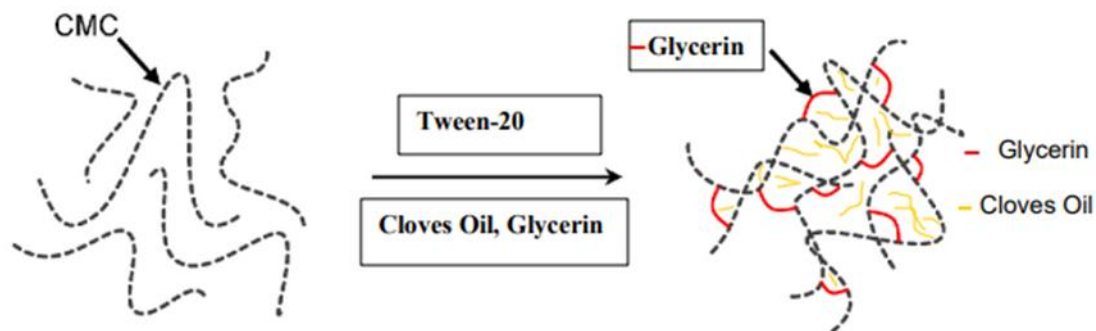 CMC
Tween-20
Cloves Oil, Glycerin
Glycerin
Glycerin
Cloves Oil